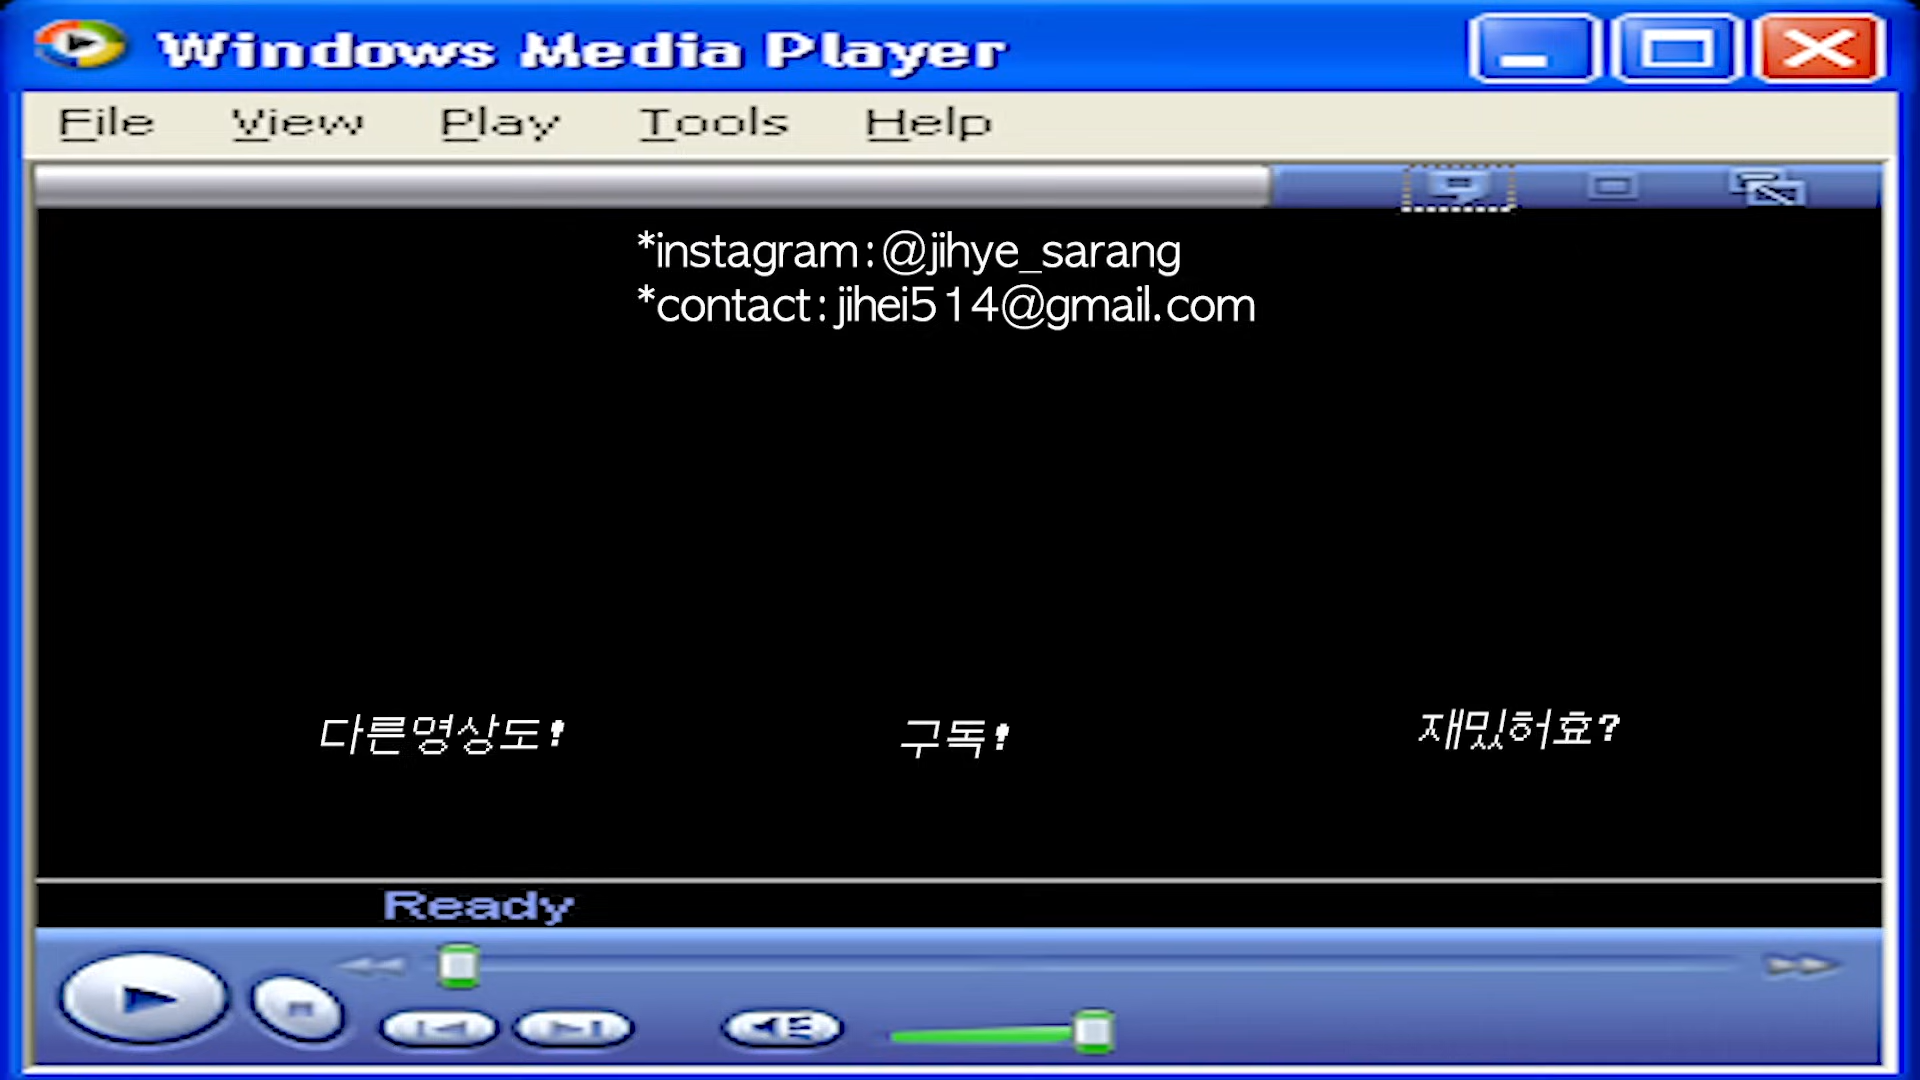 Windows Media Player
File View Play Tools Help
*instagram:@jihye_sarang
*contact:jihei514@gmail.com
다른영상도! 구독! 재밌허효?
Ready